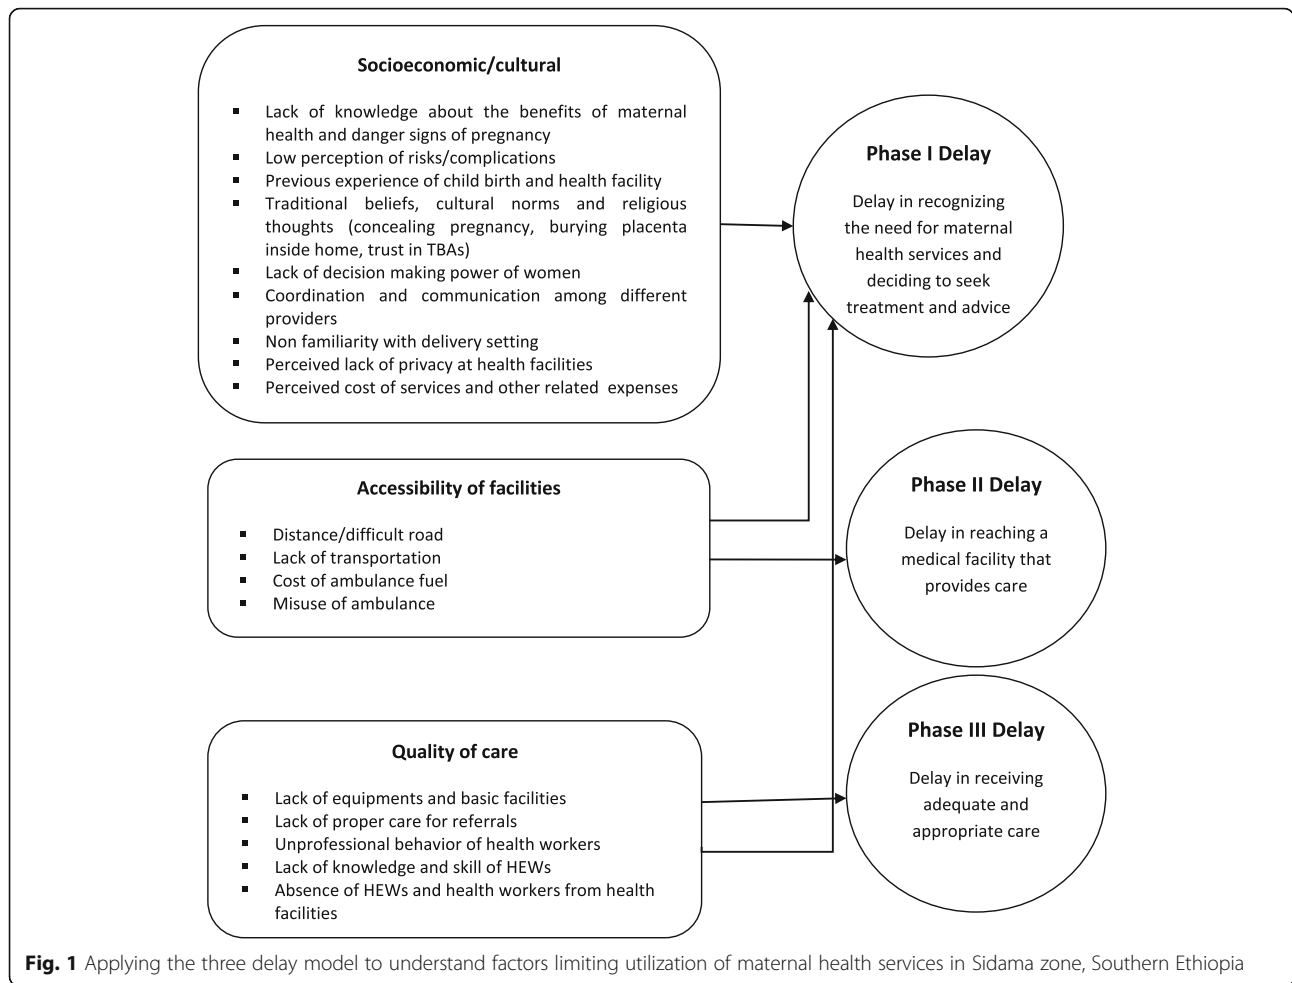 Socioeconomic/cultural
▪ Lack of knowledge about the benefits of maternal
health and danger signs of pregnancy
▪ Low perception of risks/complications
▪ Previous experience of child birth and health facility
▪ Traditional beliefs, cultural norms and religious
thoughts (concealing pregnancy, burying placenta
inside home, trust in TBAs)
▪ Lack of decision making power of women
▪ Coordination and communication among different
providers
▪ Non familiarity with delivery setting
▪ Perceived lack of privacy at health facilities
▪ Perceived cost of services and other related expenses
Phase I Delay
Delay in recognizing
the need for maternal
health services and
deciding to seek
treatment and advice
Accessibility of facilities
▪ Distance/difficult road
▪ Lack of transportation
▪ Cost of ambulance fuel
▪ Misuse of ambulance
Phase II Delay
Delay in reaching a
medical facility that
provides care
Quality of care
▪ Lack of equipments and basic facilities
▪ Lack of proper care for referrals
▪ Unprofessional behavior of health workers
▪ Lack of knowledge and skill of HEWs
▪ Absence of HEWs and health workers from health
facilities
Phase III Delay
Delay in receiving
adequate and
appropriate care
Fig. 1 Applying the three delay model to understand factors limiting utilization of maternal health services in Sidama zone, Southern Ethiopia